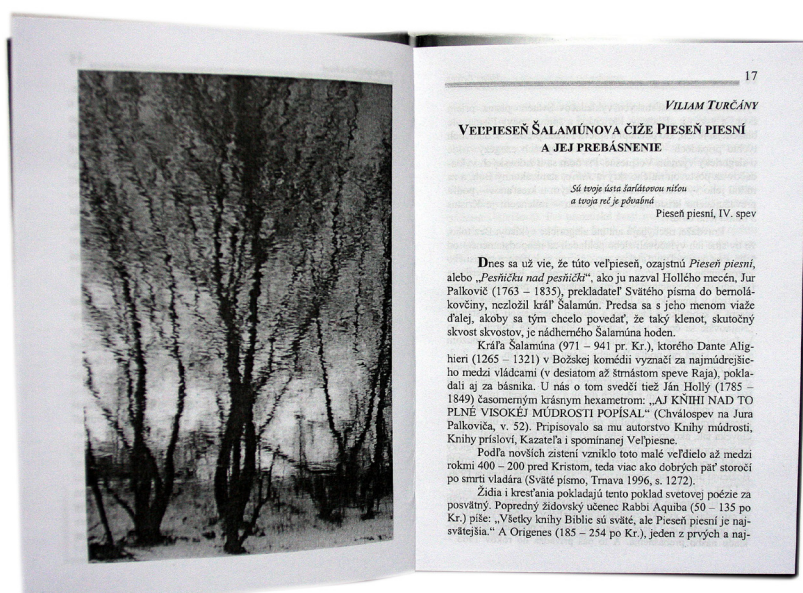 17
VILIAM TURČÁNY
VEĽPIESEŇ ŠALAMÚNOVA ČIŽE PIESEŇ PIESNÍ
A JEJ PREBÁSNENIE
Sú tvoje ústa šarlátovou niťou
a tvoja reč je pôvabná
Pieseň piesní, IV. spev
Dnes sa už vie, že túto veľpieseň, ozajstnú Pieseň piesní,
alebo „Pesňičku nad pesňički“, ako ju nazval Hollého mecén, Jur
Palkovič (1763 – 1835), prekladateľ Svätého písma do bernolá-
kovčiny, nezložil kráľ Šalamún. Predsa sa s jeho menom viaže
ďalej, akoby sa tým chcelo povedať, že taký klenot, skutočný
skvost skvostov, je nádherného Šalamúna hoden.
Kráľa Šalamúna (971 – 941 pr. Kr.), ktorého Dante Alig-
hieri (1265 – 1321) v Božskej komédii vyznačí za najmúdrejšie-
ho medzi vládcami (v desiatom až štrnástom speve Raja), pokla-
dali aj za básnika. U nás o tom svedčí tiež Ján Hollý (1785 –
1849) časomerným krásnym hexametrom: „AJ KŇIHI NAD TO
PLNÉ VISOKÉJ MÚDROSTI POPÍSAL“ (Chválospev na Jura
Palkoviča, v. 52). Pripisovalo sa mu autorstvo Knihy múdrosti,
Knihy prísloví, Kazateľa i spomínanej Veľpiesne.
Podľa novších zistení vzniklo toto malé veľdielo až medzi
rokmi 400 – 200 pred Kristom, teda viac ako dobrých päť storočí
po smrti vladára (Sväté písmo, Trnava 1996, s. 1272).
Židia i kresťania pokladajú tento poklad svetovej poézie za
posvätný. Popredný židovský učenec Rabbi Aquiba (50 – 135 po
Kr.) píše: „Všetky knihy Biblie sú sväté, ale Pieseň piesní je naj-
svätejšia.“ A Origenes (185 – 254 po Kr.), jeden z prvých a naj-